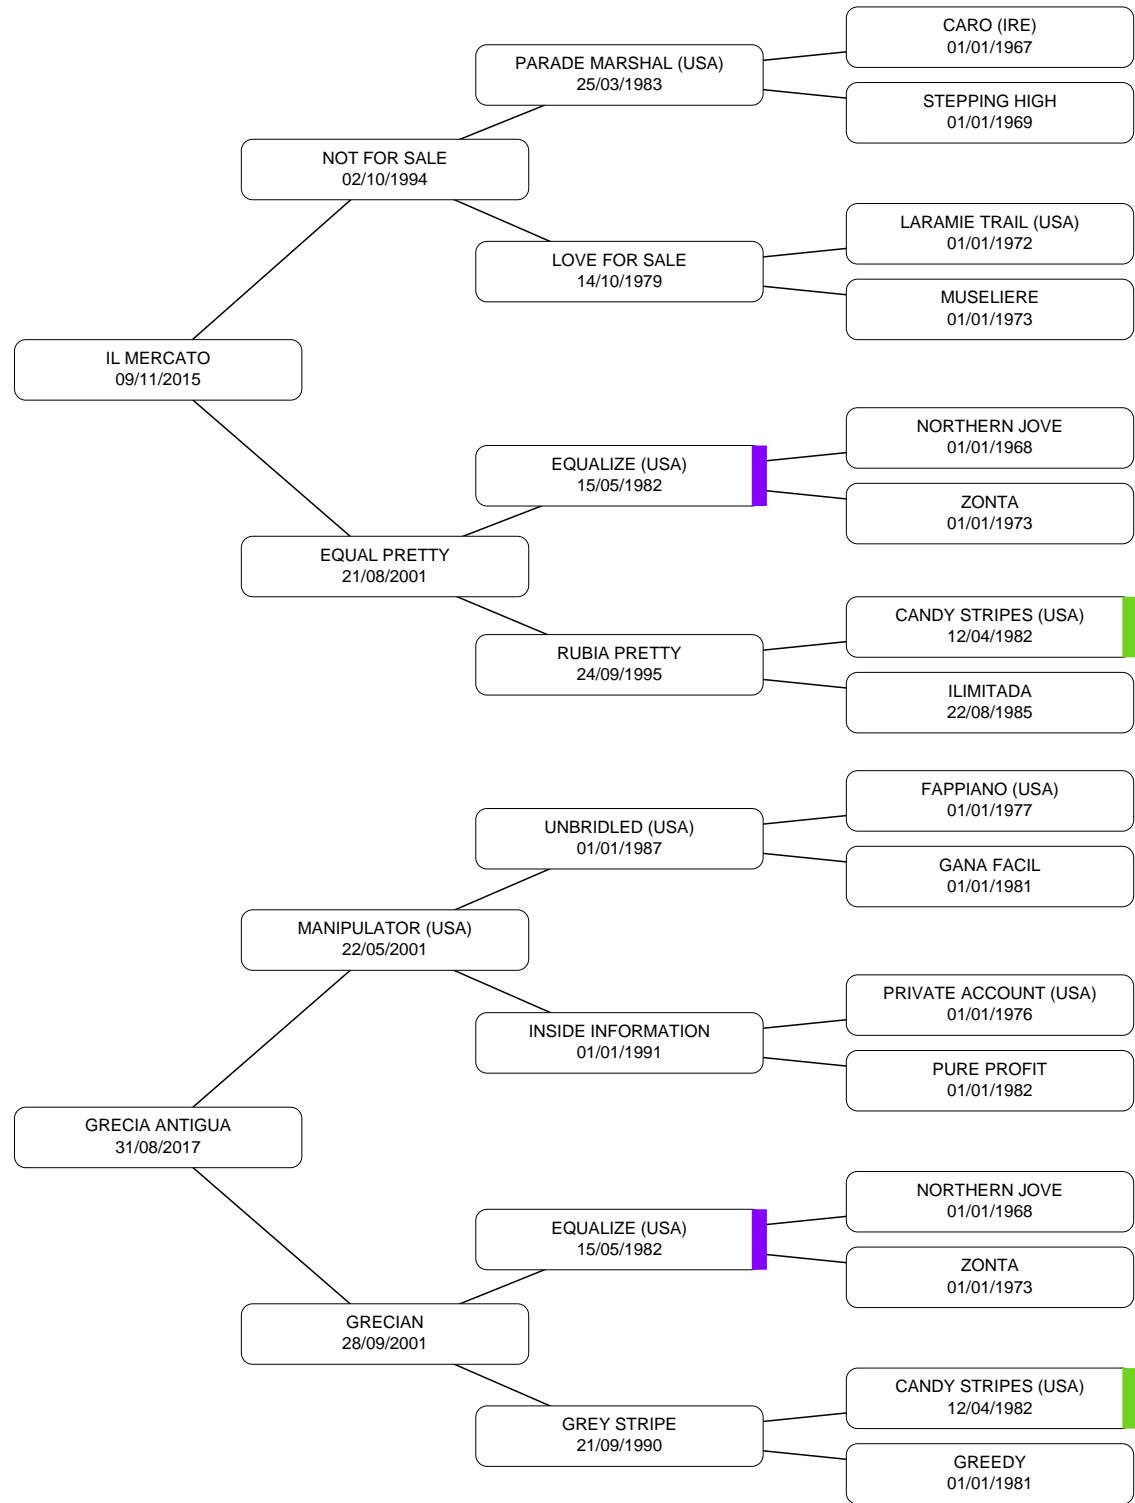 CARO (IRE)
01/01/1967
PARADE MARSHAL (USA)
25/03/1983
STEPPING HIGH
01/01/1969
NOT FOR SALE
02/10/1994
LARAMIE TRAIL (USA)
01/01/1972
LOVE FOR SALE
14/10/1979
MUSELIERE
01/01/1973
IL MERCATO
09/11/2015
NORTHERN JOVE
01/01/1968
EQUALIZE (USA)
15/05/1982
ZONTA
01/01/1973
EQUAL PRETTY
21/08/2001
CANDY STRIPES (USA)
12/04/1982
RUBIA PRETTY
24/09/1995
ILIMITADA
22/08/1985
FAPPIANO (USA)
01/01/1977
UNBRIDLED (USA)
01/01/1987
GANA FACIL
01/01/1981
MANIPULATOR (USA)
22/05/2001
PRIVATE ACCOUNT (USA)
01/01/1976
INSIDE INFORMATION
01/01/1991
PURE PROFIT
01/01/1982
GRECIA ANTIGUA
31/08/2017
NORTHERN JOVE
01/01/1968
EQUALIZE (USA)
15/05/1982
ZONTA
01/01/1973
GRECIAN
28/09/2001
CANDY STRIPES (USA)
12/04/1982
GREY STRIPE
21/09/1990
GREEDY
01/01/1981